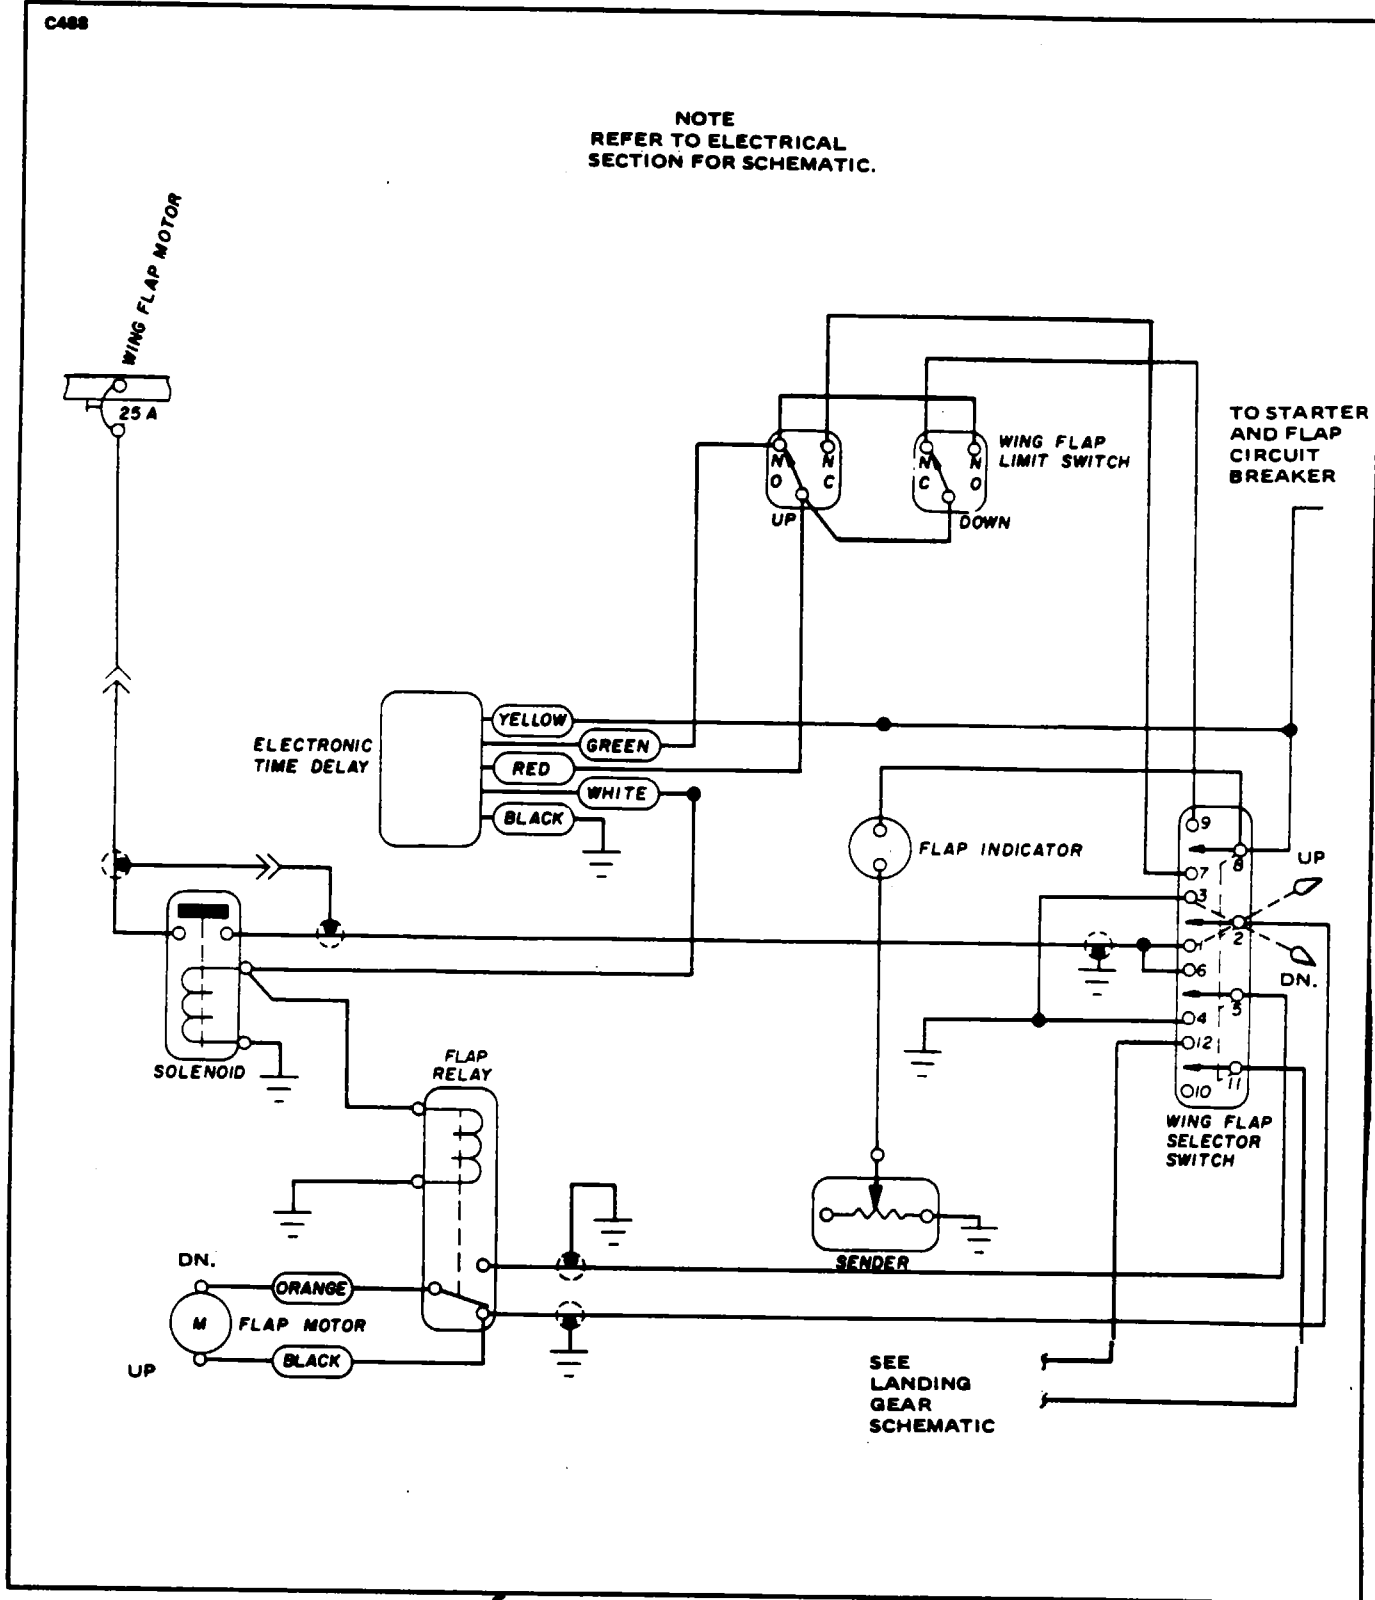 C488
NOTE
REFER TO ELECTRICAL
SECTION FOR SCHEMATIC.
WING FLAP MOTOR
25 A
TO STARTER
AND FLAP
CIRCUIT
BREAKER
WING FLAP
LIMIT SWITCH
N
O
N
C
N
C
N
O
UP
DOWN
YELLOW
GREEN
RED
WHITE
BLACK
ELECTRONIC
TIME DELAY
FLAP INDICATOR
9
8
7
3
2
1
6
5
4
12
11
10
UP
DN.
WING FLAP
SELECTOR
SWITCH
SOLENOID
FLAP
RELAY
SENDER
DN.
ORANGE
M
FLAP MOTOR
BLACK
UP
SEE
LANDING
GEAR
SCHEMATIC